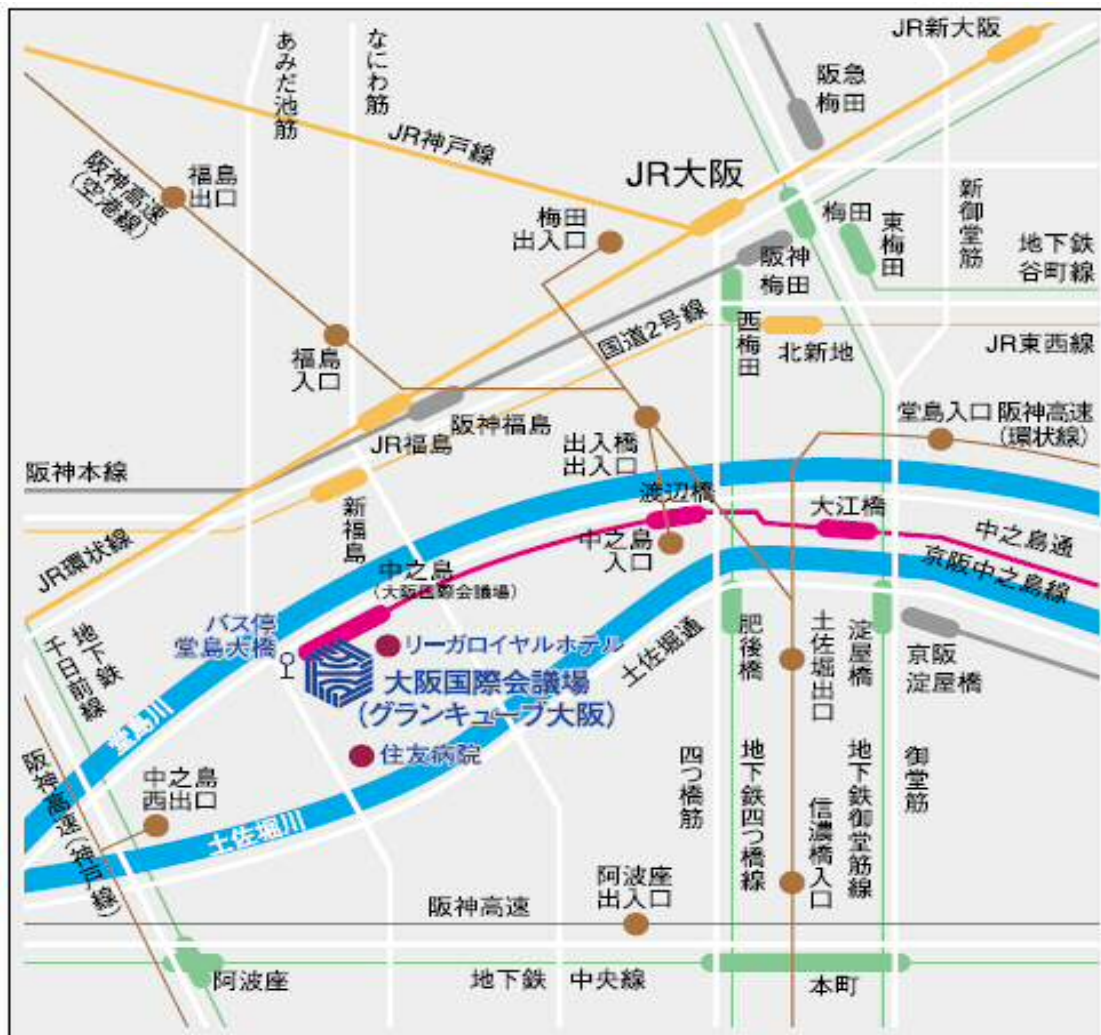 JR新大阪
あみだ池筋
なにわ筋
阪急
梅田
JR神戸線
JR大阪
阪神高速
(空港線)
福島
出口
梅田
出入口
梅田
東梅田
新御堂筋
地下鉄
谷町線
阪神
梅田
国道2号線
西梅田
北新地
JR東西線
福島
入口
JR福島
阪神福島
出入橋
出入口
堂島入口
阪神高速
(環状線)
阪神本線
新福島
渡辺橋
大江橋
中之島通
JR環状線
中之島
(大阪国際会議場)
中之島
入口
京阪中之島線
バス停
堂島大橋
リーガロイヤルホテル
大阪国際会議場
(グランキューブ大阪)
土佐堀通
肥後橋
土佐堀出口
淀屋橋
京阪
淀屋橋
地下鉄
千日前線
堂島川
住友病院
中之島
西出口
阪神高速(神戸線)
土佐堀川
四つ橋筋
地下鉄四つ橋線
信濃橋入口
地下鉄御堂筋線
御堂筋
阿波座
出入口
阪神高速
阿波座
地下鉄 中央線
本町